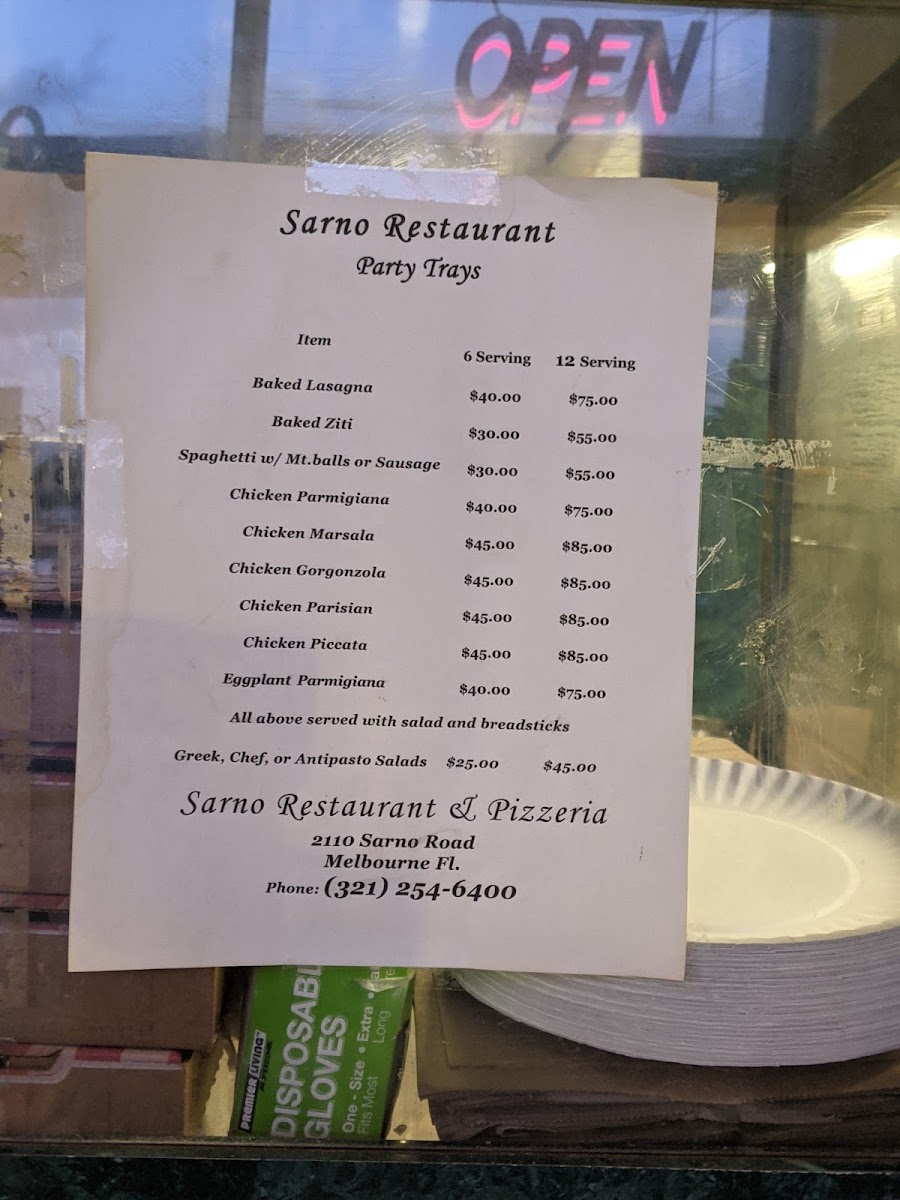 OPEN
Sarno Restaurant
Party Trays
Item 6 Serving 12 Serving
Baked Lasagna $40.00 $75.00
Baked Ziti $30.00 $55.00
Spaghetti w/ Mt.balls or Sausage $30.00 $55.00
Chicken Parmigiana $40.00 $75.00
Chicken Marsala $45.00 $85.00
Chicken Gorgonzola $45.00 $85.00
Chicken Parisian $45.00 $85.00
Chicken Piccata $45.00 $85.00
Eggplant Parmigiana $40.00 $75.00
All above served with salad and breadsticks
Greek, Chef, or Antipasto Salads $25.00 $45.00
Sarno Restaurant & Pizzeria
2110 Sarno Road
Melbourne Fl.
Phone: (321) 254-6400
PREMIER LIVING
DISPOSABL
GLOVES
One - Size • Extra •
Fits Most Long